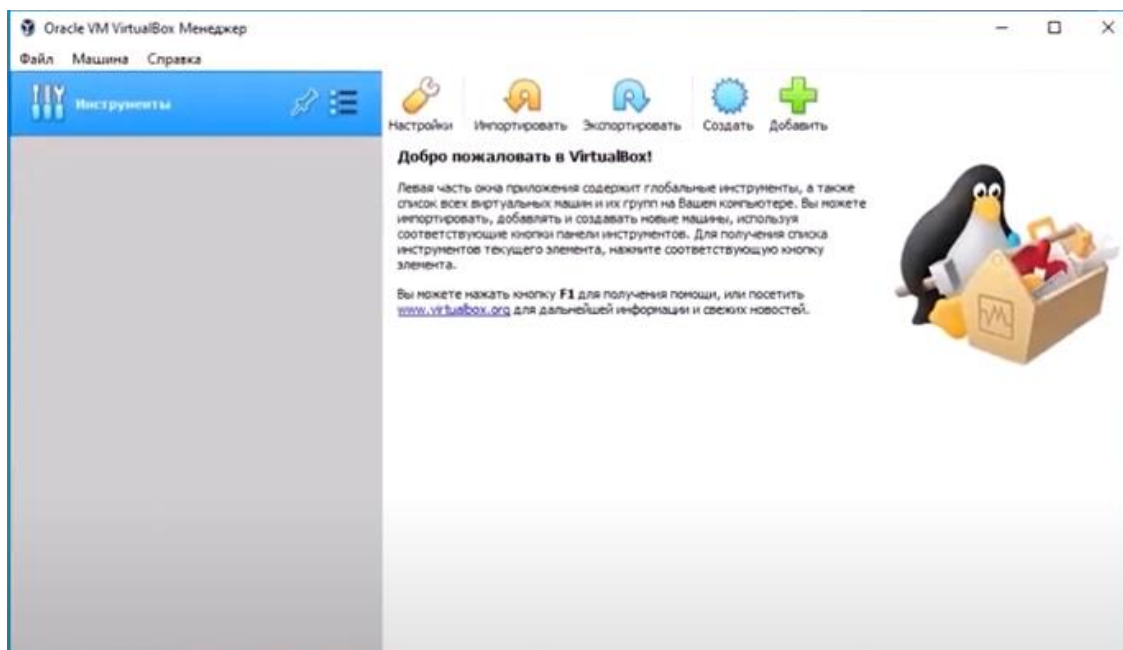 Oracle VM VirtualBox Менеджер
Файл Машина Справка
Инструменты
Настройки Импортировать Экспортировать Создать Добавить
Добро пожаловать в VirtualBox!
Левая часть окна приложения содержит глобальные инструменты, а также
список всех виртуальных машин и их групп на Вашем компьютере. Вы можете
импортировать, добавлять и создавать новые машины, используя
соответствующие кнопки панели инструментов. Для получения списка
инструментов текущего элемента, нажмите соответствующую кнопку
элемента.
Вы можете нажать кнопку F1 для получения помощи, или посетить
www.virtualbox.org для дальнейшей информации и свежих новостей.